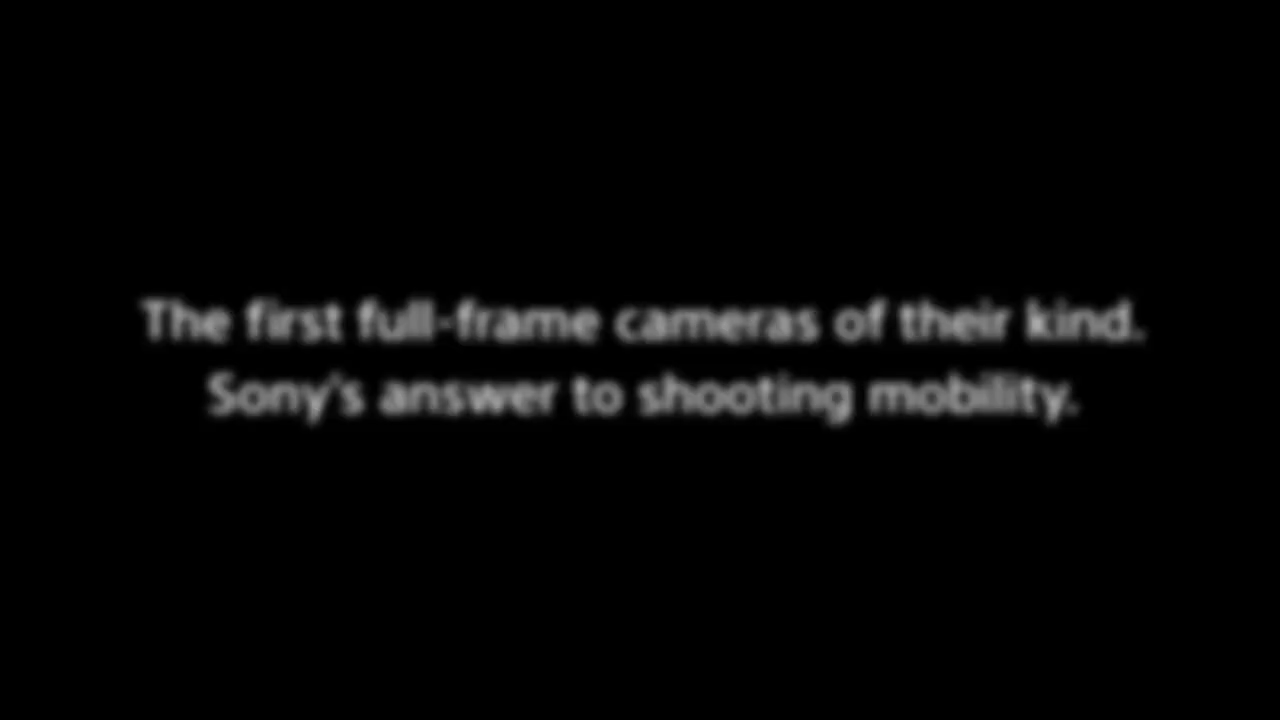 The first full-frame cameras of their kind.
Sony's answer to shooting mobility.